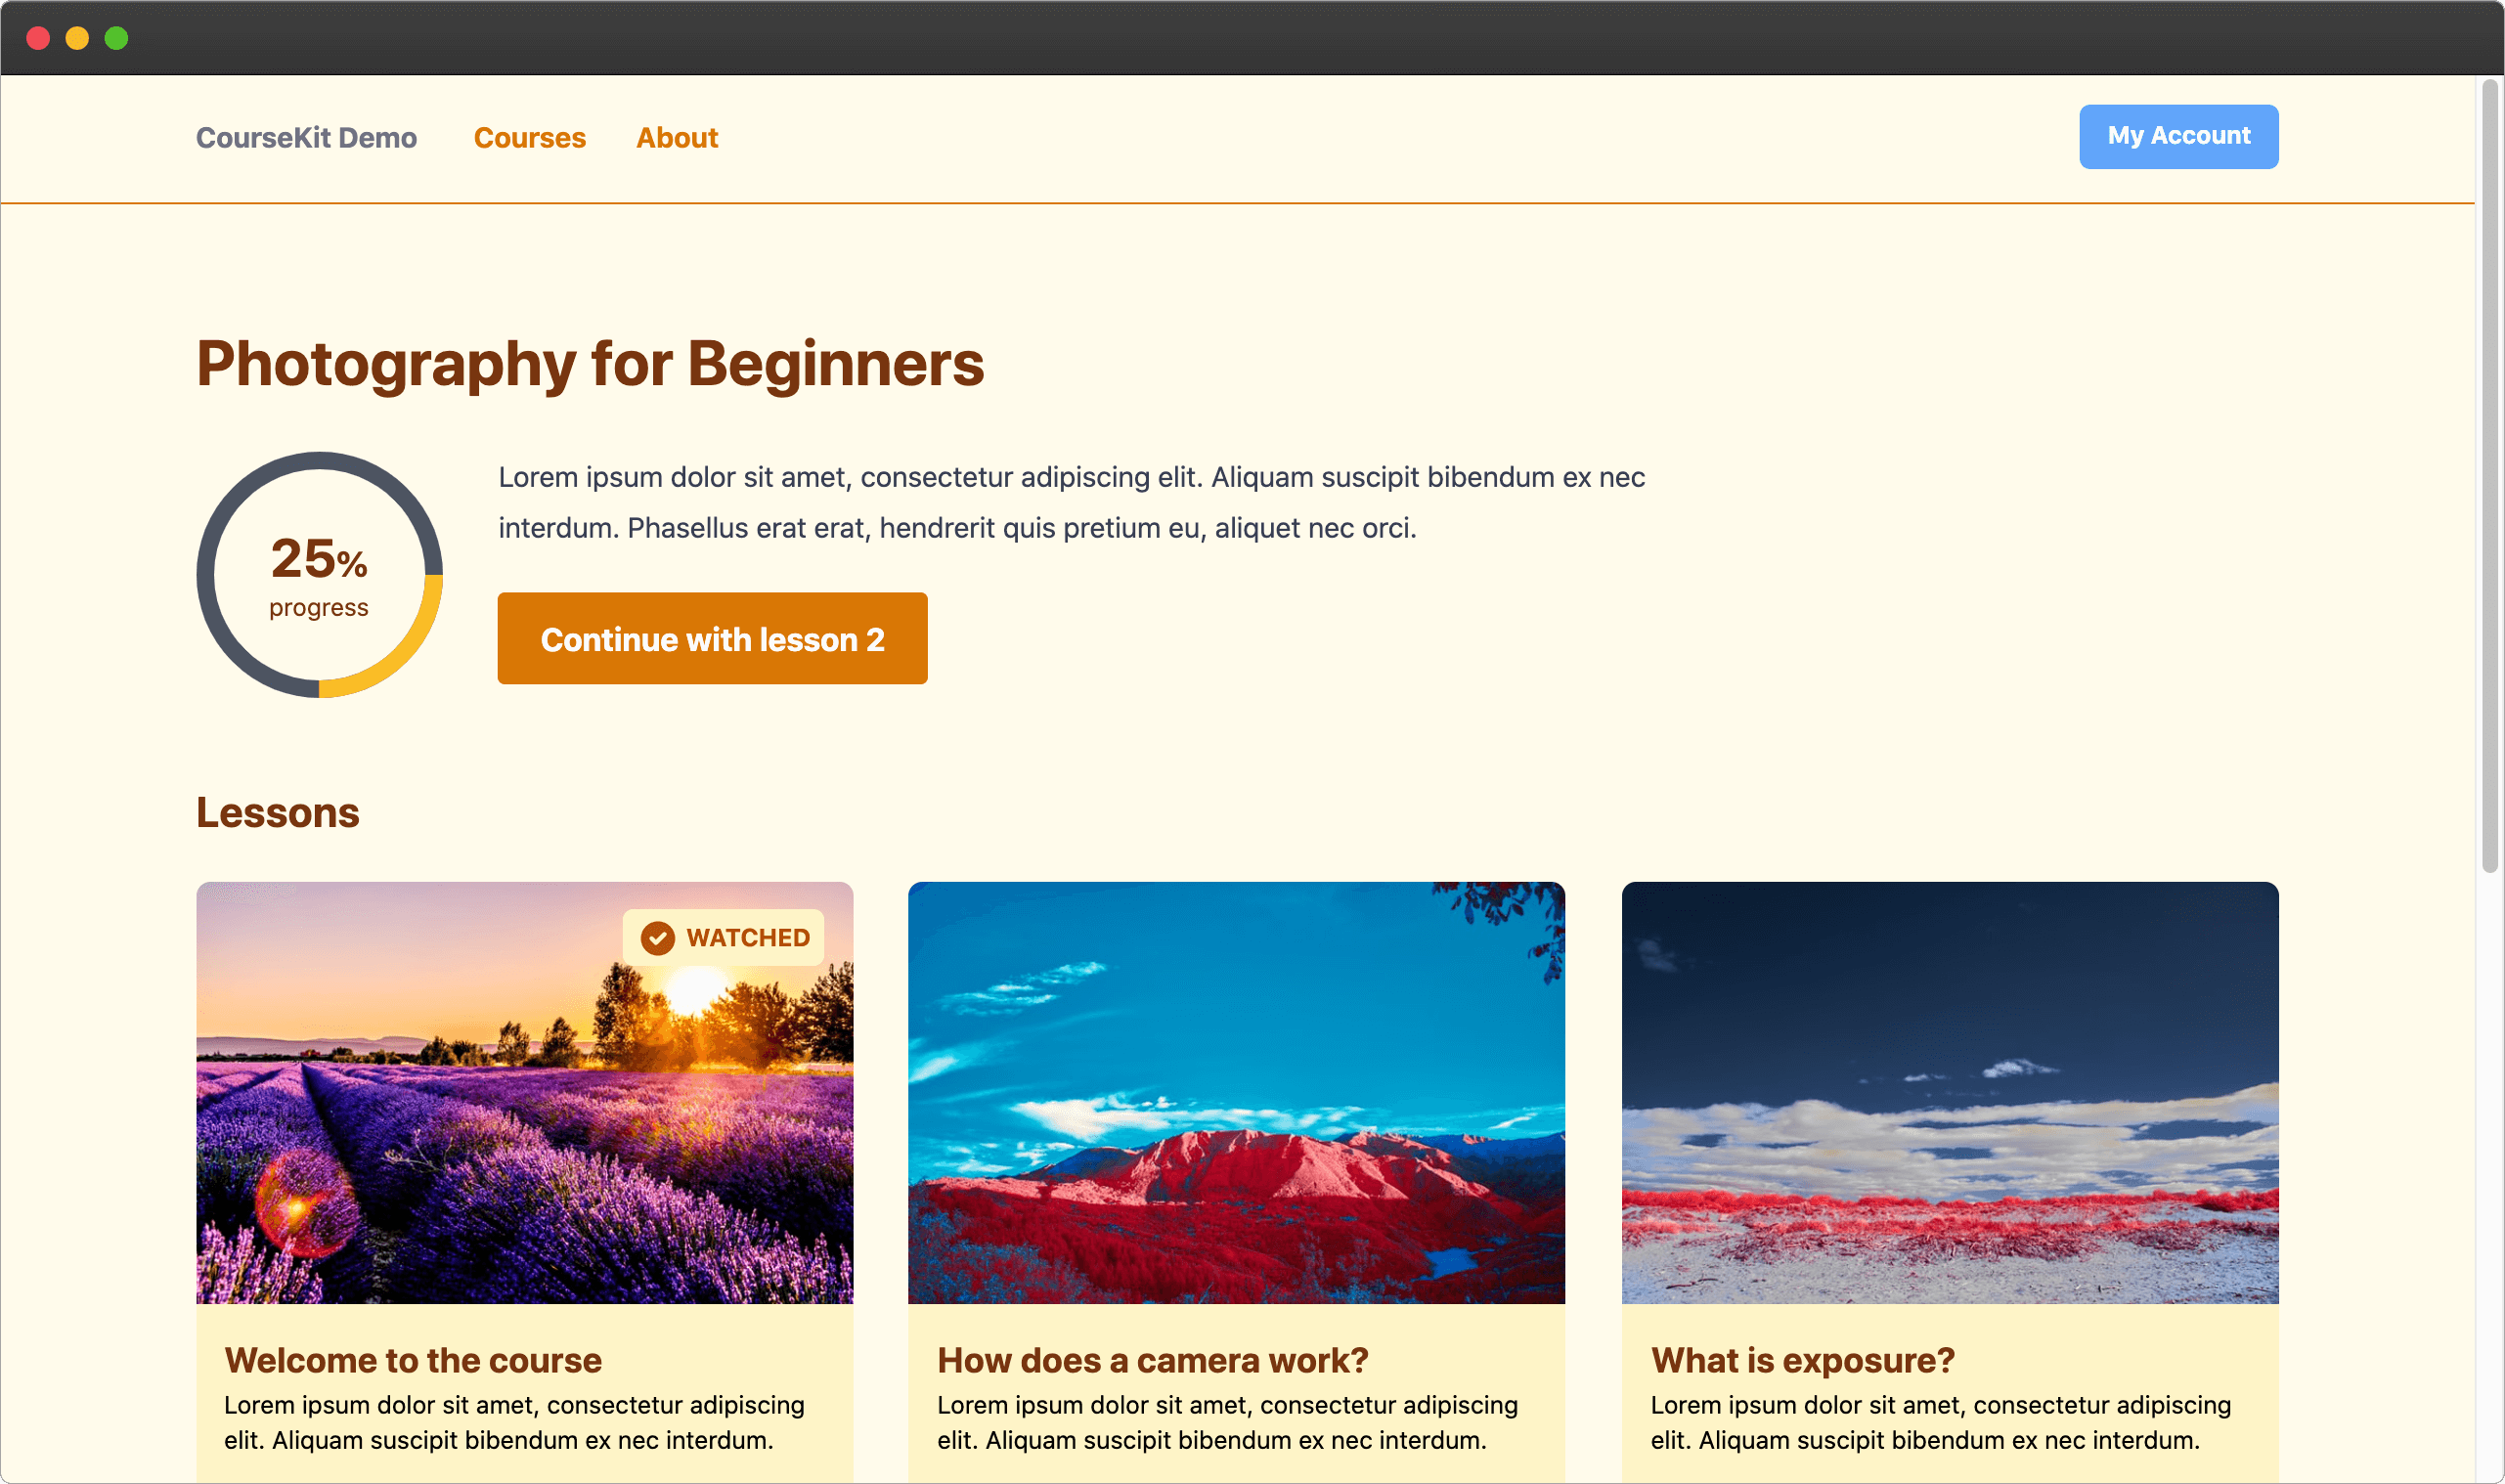 CourseKit Demo Courses About My Account
Photography for Beginners
25%
progress
Lorem ipsum dolor sit amet, consectetur adipiscing elit. Aliquam suscipit bibendum ex nec
interdum. Phasellus erat erat, hendrerit quis pretium eu, aliquet nec orci.
Continue with lesson 2
Lessons
WATCHED
Welcome to the course
Lorem ipsum dolor sit amet, consectetur adipiscing
elit. Aliquam suscipit bibendum ex nec interdum.
How does a camera work?
Lorem ipsum dolor sit amet, consectetur adipiscing
elit. Aliquam suscipit bibendum ex nec interdum.
What is exposure?
Lorem ipsum dolor sit amet, consectetur adipiscing
elit. Aliquam suscipit bibendum ex nec interdum.